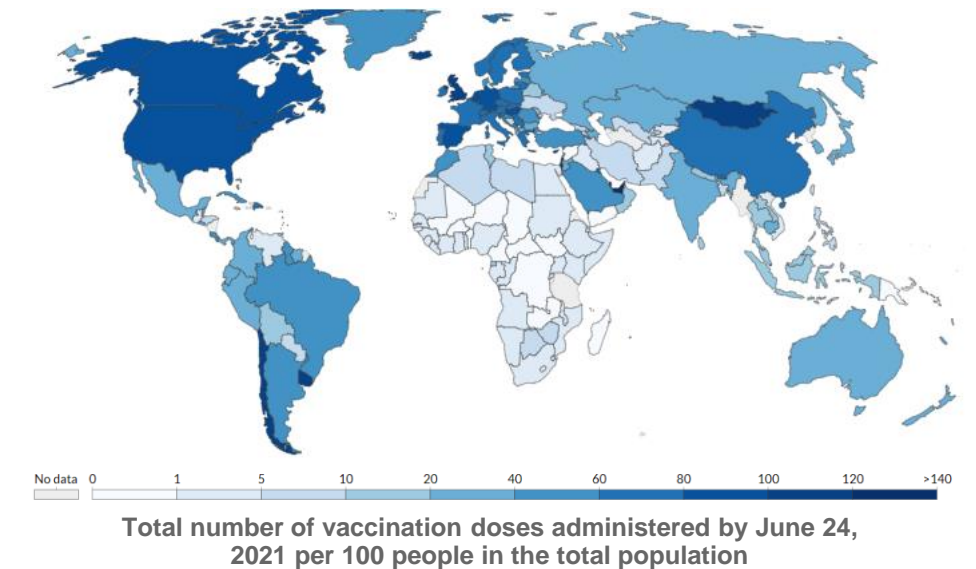 No data 0 1 5 10 20 40 60 80 100 120 >140
Total number of vaccination doses administered by June 24,
2021 per 100 people in the total population